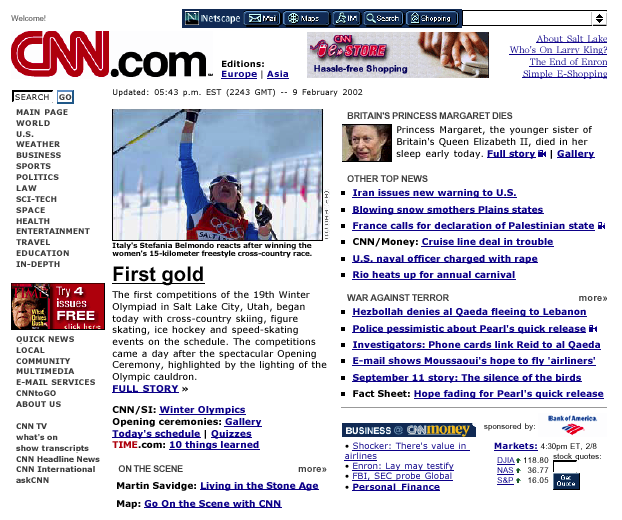 Welcome!
Netscape Mail Maps IM Search Shopping
CNN.com
Editions:
Europe | Asia
CNN
e STORE
Hassle-free Shopping
About Salt Lake
Who's On Larry King?
The End of Enron
Simple E-Shopping
SEARCH GO
Updated: 05:43 p.m. EST (2243 GMT) -- 9 February 2002
MAIN PAGE
WORLD
U.S.
WEATHER
BUSINESS
SPORTS
POLITICS
LAW
SCI-TECH
SPACE
HEALTH
ENTERTAINMENT
TRAVEL
EDUCATION
IN-DEPTH
Try 4
issues
FREE
click here
QUICK NEWS
LOCAL
COMMUNITY
MULTIMEDIA
E-MAIL SERVICES
CNNtoGO
ABOUT US
CNN TV
what's on
show transcripts
CNN Headline News
CNN International
askCNN
Italy's Stefania Belmondo reacts after winning the
women's 15-kilometer freestyle cross-country race.
First gold
The first competitions of the 19th Winter
Olympiad in Salt Lake City, Utah, began
today with cross-country skiing, figure
skating, ice hockey and speed-skating
events on the schedule. The competitions
came a day after the spectacular Opening
Ceremony, highlighted by the lighting of the
Olympic cauldron.
FULL STORY »
CNN/SI: Winter Olympics
Opening ceremonies: Gallery
Today's schedule | Quizzes
TIME.com: 10 things learned
ON THE SCENE more»
Martin Savidge: Living in the Stone Age
Map: Go On the Scene with CNN
BRITAIN'S PRINCESS MARGARET DIES
Princess Margaret, the younger sister of
Britain's Queen Elizabeth II, died in her
sleep early today. Full story | Gallery
OTHER TOP NEWS
Iran issues new warning to U.S.
Blowing snow smothers Plains states
France calls for declaration of Palestinian state
CNN/Money: Cruise line deal in trouble
U.S. naval officer charged with rape
Rio heats up for annual carnival
WAR AGAINST TERROR more»
Hezbollah denies al Qaeda fleeing to Lebanon
Police pessimistic about Pearl's quick release
Investigators: Phone cards link Reid to al Qaeda
E-mail shows Moussaoui's hope to fly 'airliners'
September 11 story: The silence of the birds
Fact Sheet: Hope fading for Pearl's quick release
BUSINESS @ CNNmoney
sponsored by: Bank of America
• Shocker: There's value in
airlines
• Enron: Lay may testify
• FBI, SEC probe Global
• Personal Finance
Markets: 4:30pm ET, 2/8
DJIA 118.80
NAS 36.77
S&P 16.05
stock quotes:
Get
Quote